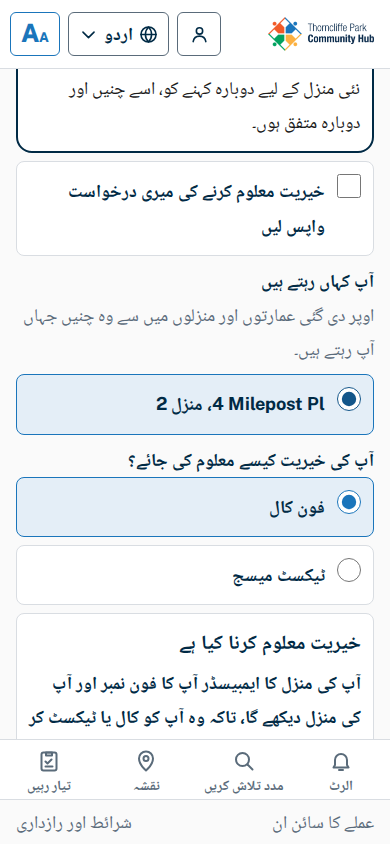 Thorncliffe Park
Community Hub
اردو
AA
نئی منزل کے لیے دوبارہ کہنے کو، اسے چنیں اور
دوبارہ متفق ہوں۔
خیریت معلوم کرنے کی میری درخواست
واپس لیں
آپ کہاں رہتے ہیں
اوپر دی گئی عمارتوں اور منزلوں میں سے وہ چنیں جہاں
آپ رہتے ہیں۔
4 Milepost Pl، منزل 2
آپ کی خیریت کیسے معلوم کی جائے؟
فون کال
ٹیکسٹ میسج
خیریت معلوم کرنا کیا ہے
آپ کی منزل کا ایمبیسڈر آپ کا فون نمبر اور آپ
کی منزل دیکھے گا، تاکہ وہ آپ کو کال یا ٹیکسٹ کر
الرٹ
مدد تلاش کریں
نقشہ
تیار رہیں
عملے کا سائن ان
شرائط اور رازداری